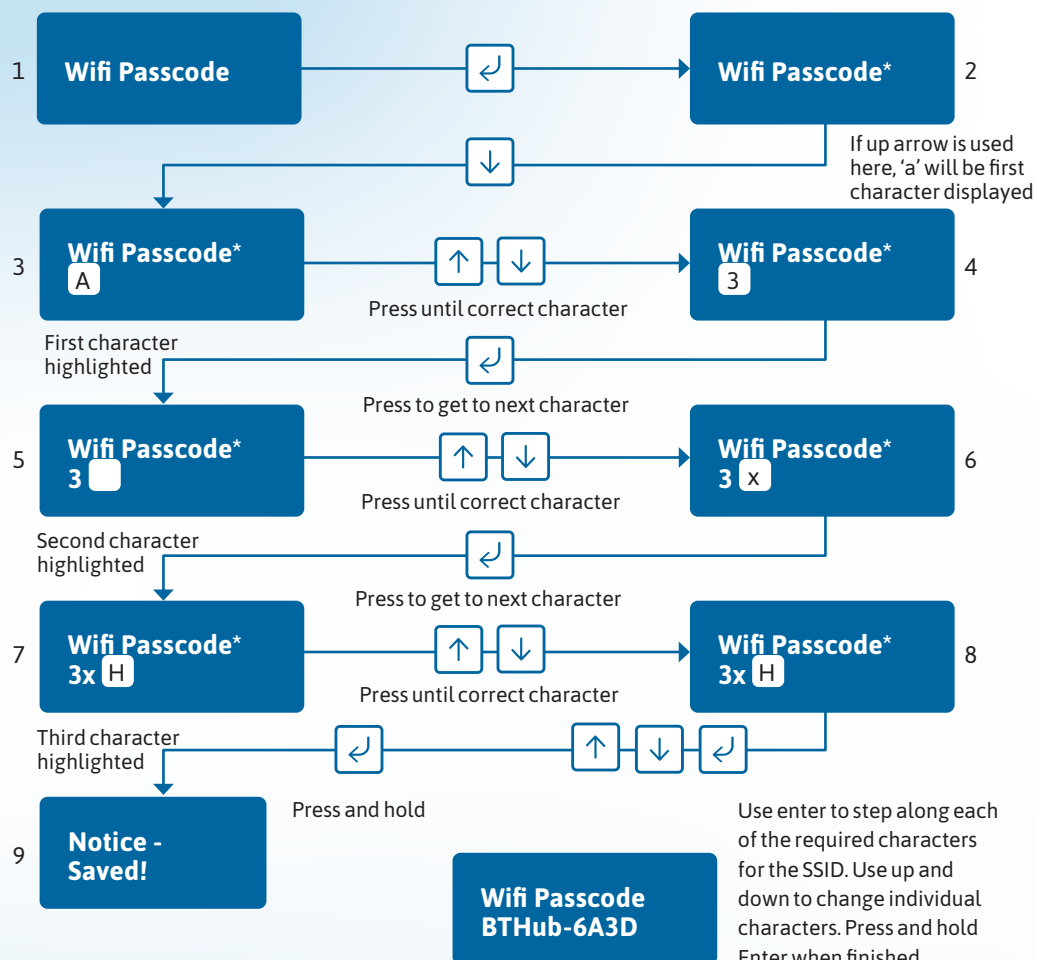 1
Wifi Passcode
Wifi Passcode*
2
If up arrow is used
here, ‘a’ will be first
character displayed
3
Wifi Passcode*
A
Press until correct character
Wifi Passcode*
3
4
First character
highlighted
Press to get to next character
5
Wifi Passcode*
3
Press until correct character
Wifi Passcode*
3 x
6
Second character
highlighted
Press to get to next character
7
Wifi Passcode*
3x H
Press until correct character
Wifi Passcode*
3x H
8
Third character
highlighted
Press and hold
9
Notice -
Saved!
Wifi Passcode
BTHub-6A3D
Use enter to step along each
of the required characters
for the SSID. Use up and
down to change individual
characters. Press and hold
Enter when finished